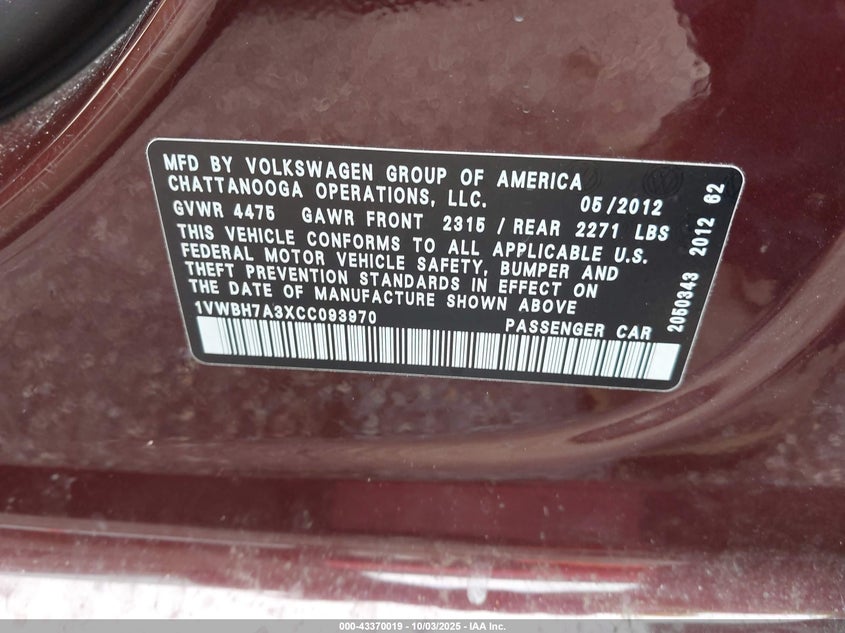 MFD BY VOLKSWAGEN GROUP OF AMERICA
CHATTANOOGA OPERATIONS, LLC. 05/2012
GVWR 4475 GAWR FRONT 2315 / REAR 2271 LBS
THIS VEHICLE CONFORMS TO ALL APPLICABLE U.S.
FEDERAL MOTOR VEHICLE SAFETY, BUMPER AND
THEFT PREVENTION STANDARDS IN EFFECT ON
THE DATE OF MANUFACTURE SHOWN ABOVE
1VWBH7A3XCC093970 PASSENGER CAR
2050343 2012 62
000-43370019 - 10/03/2025 - IAA Inc.